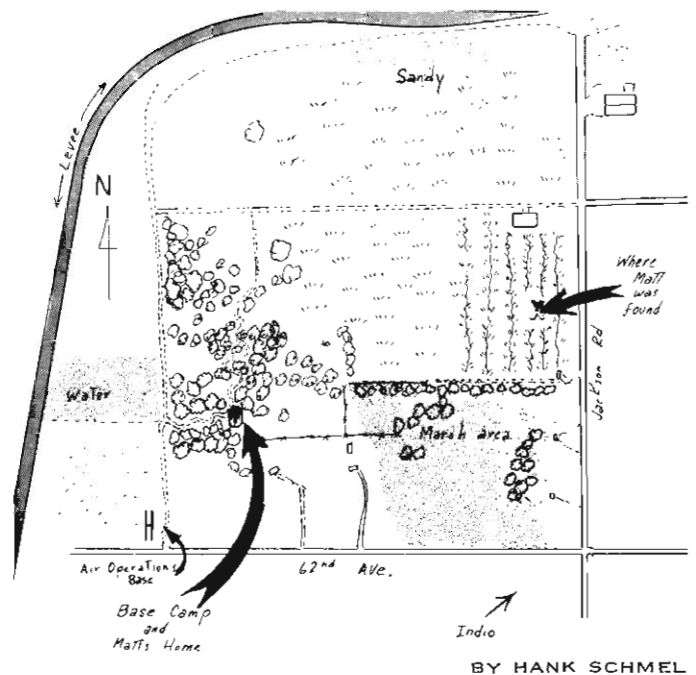 Sandy
Levee
N
Where
Matt
was
found
Jackson Rd
Water
Marsh area
H
Air Operations
Base
62nd Ave.
Base Camp
and
Matts Home
Indio
BY HANK SCHMEL